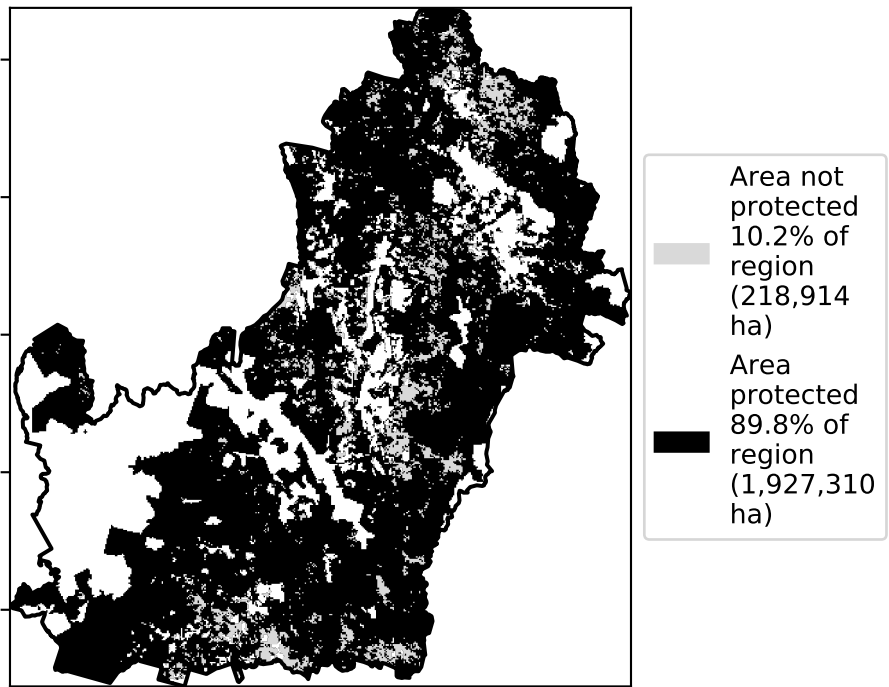 Area not
protected
10.2% of
region
(218,914
ha)
Area
protected
89.8% of
region
(1,927,310
ha)